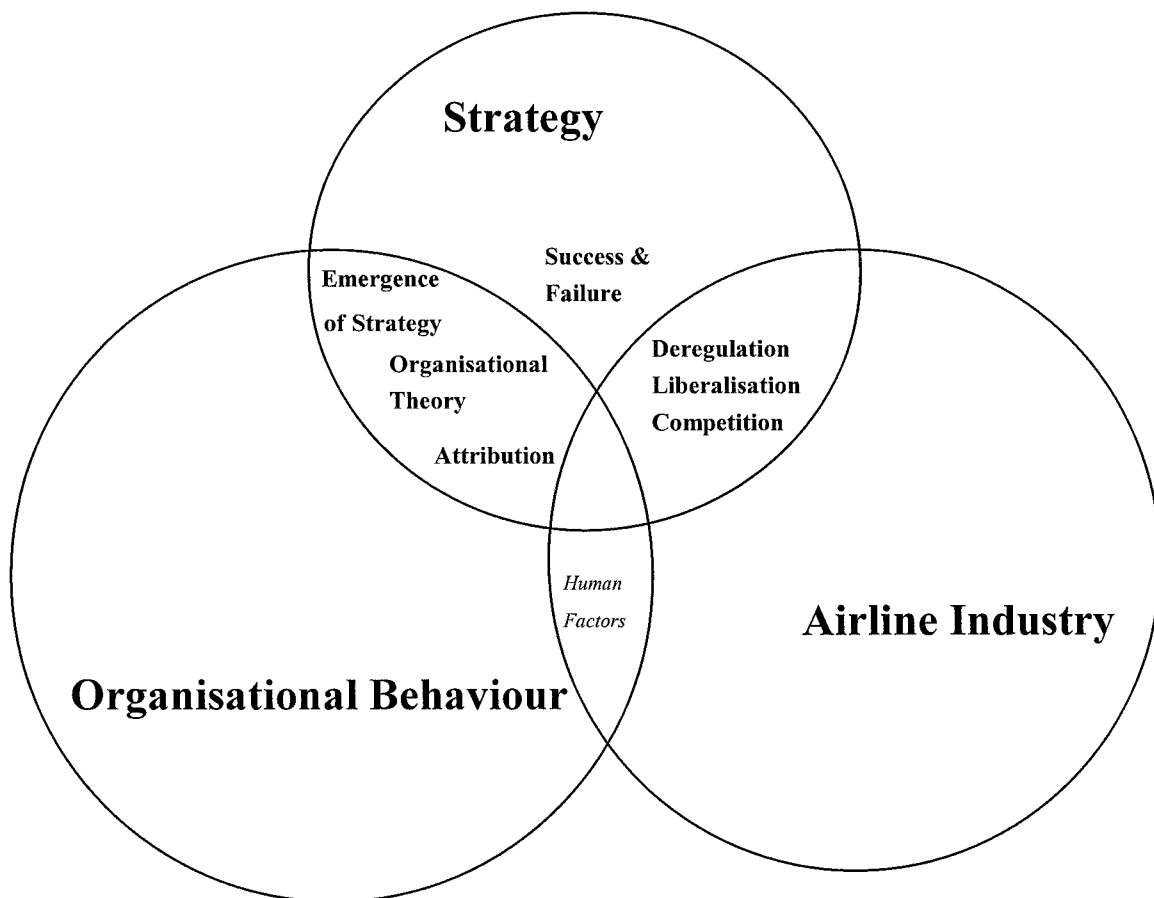 Strategy
Success &
Failure
Emergence
of Strategy
Organisational
Theory
Attribution
Deregulation
Liberalisation
Competition
Human
Factors
Airline Industry
Organisational Behaviour